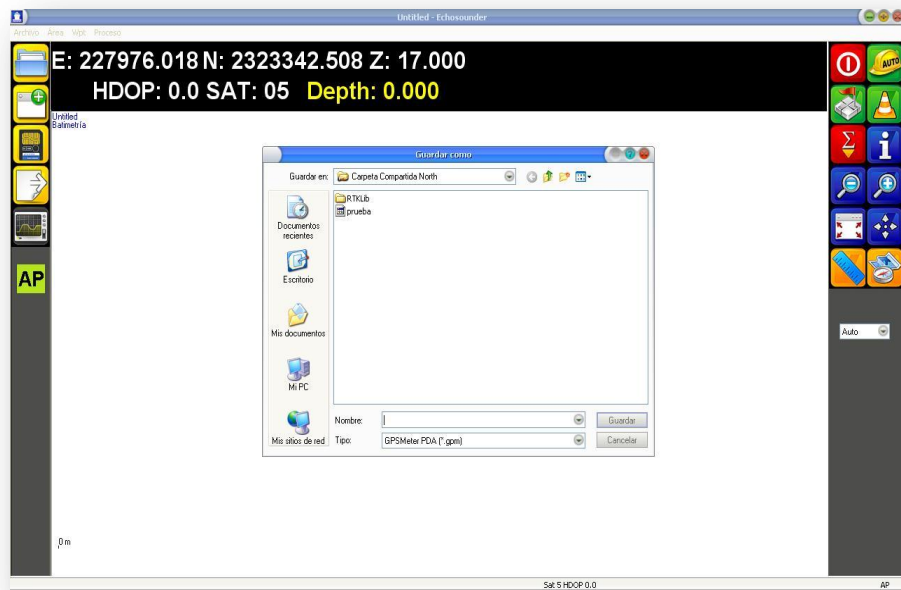 Untitled - Echosounder
Archivo Area Wpt Proceso
E: 227976.018 N: 2323342.508 Z: 17.000
HDOP: 0.0 SAT: 05 Depth: 0.000
AUTO
Untitled
Batimetría
Guardar como
Guardar en: Carpeta Compartida North
RTKLib
prueba
Documentos recientes
Escritorio
Mis documentos
Mi PC
Mis sitios de red
Nombre: Guardar
Tipo: GPSMeter PDA (*.gpm) Cancelar
AP
Auto
0 m
Sat 5 HDOP 0.0 AP